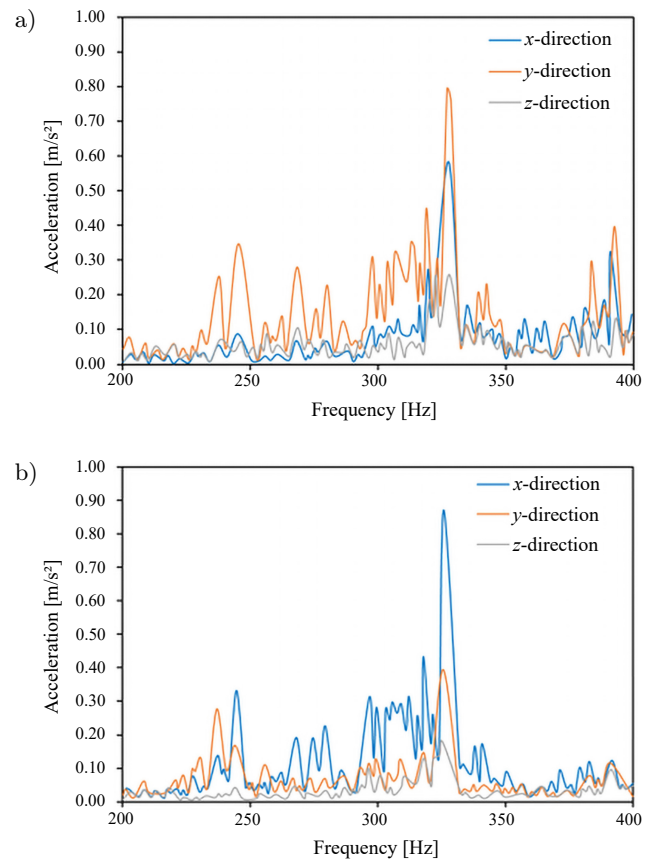 a)
1.00
0.90
0.80
0.70
0.60
0.50
0.40
0.30
0.20
0.10
0.00
Acceleration [m/s²]
x-direction
y-direction
z-direction
200 250 300 350 400
Frequency [Hz]
b)
1.00
0.90
0.80
0.70
0.60
0.50
0.40
0.30
0.20
0.10
0.00
Acceleration [m/s²]
x-direction
y-direction
z-direction
200 250 300 350 400
Frequency [Hz]